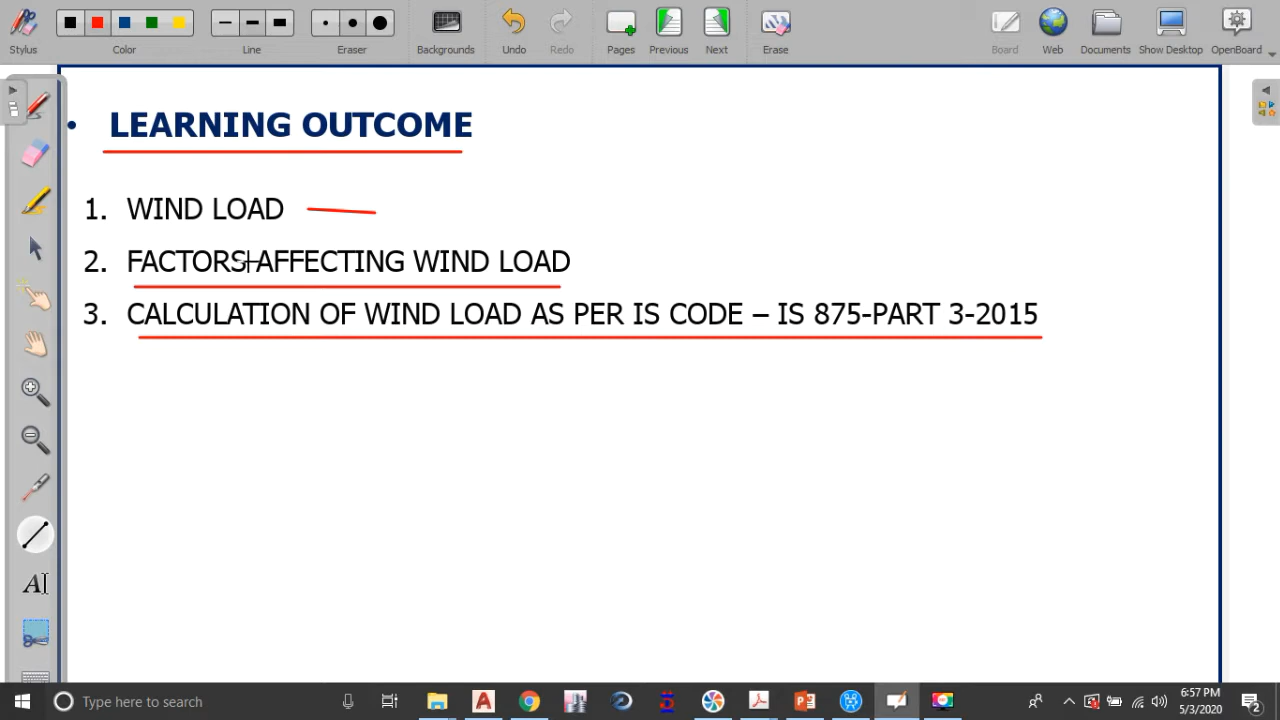 Stylus
Color
Line
Eraser
Backgrounds
Undo
Redo
Pages
Previous
Next
Erase
Board
Web
Documents
Show Desktop
OpenBoard
• LEARNING OUTCOME
1. WIND LOAD
2. FACTORS AFFECTING WIND LOAD
3. CALCULATION OF WIND LOAD AS PER IS CODE – IS 875-PART 3-2015
Type here to search
6:57 PM
5/3/2020
2